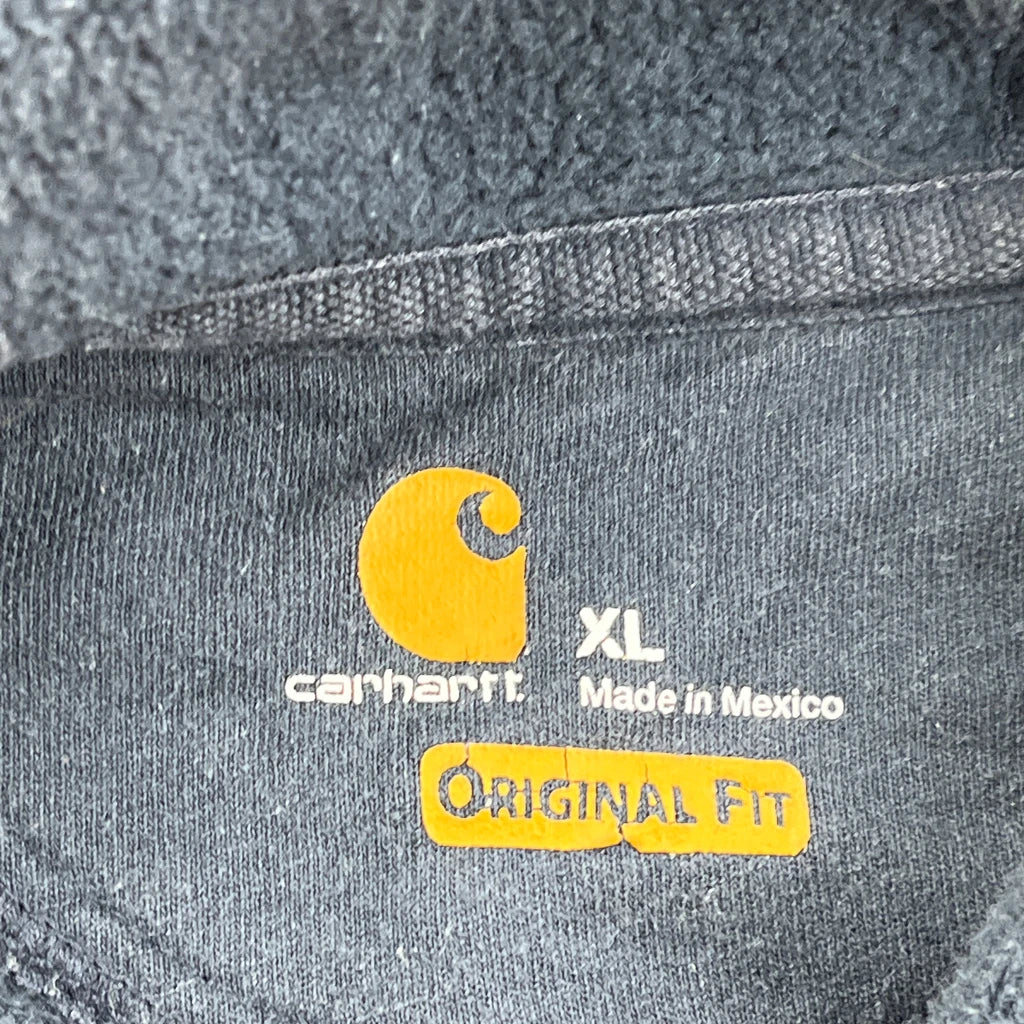 XL
carhartt
Made in Mexico
ORIGINAL FIT